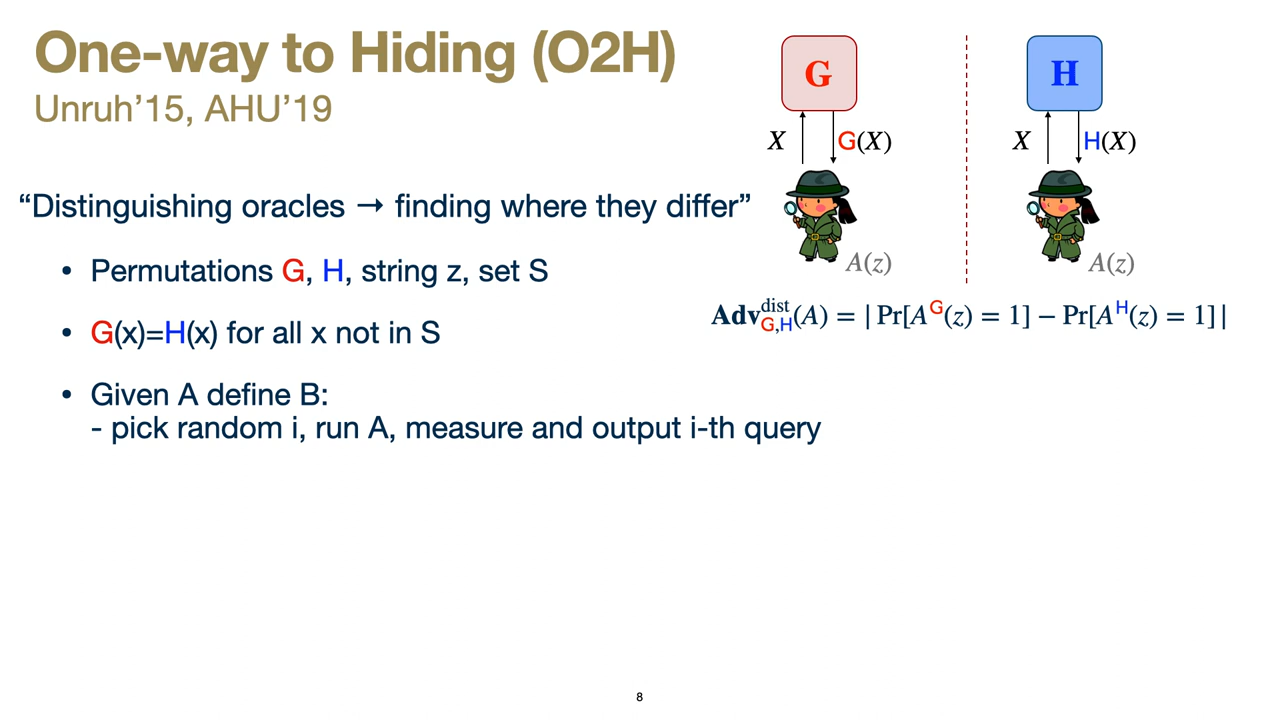 One-way to Hiding (O2H)
Unruh’15, AHU’19
“Distinguishing oracles → finding where they differ”
• Permutations G, H, string z, set S
• G(x)=H(x) for all x not in S
• Given A define B:
- pick random i, run A, measure and output i-th query
G
X
G(X)
A(z)
H
X
H(X)
A(z)
Adv^{dist}_{G,H}(A) = | Pr[A^G(z) = 1] − Pr[A^H(z) = 1] |
8